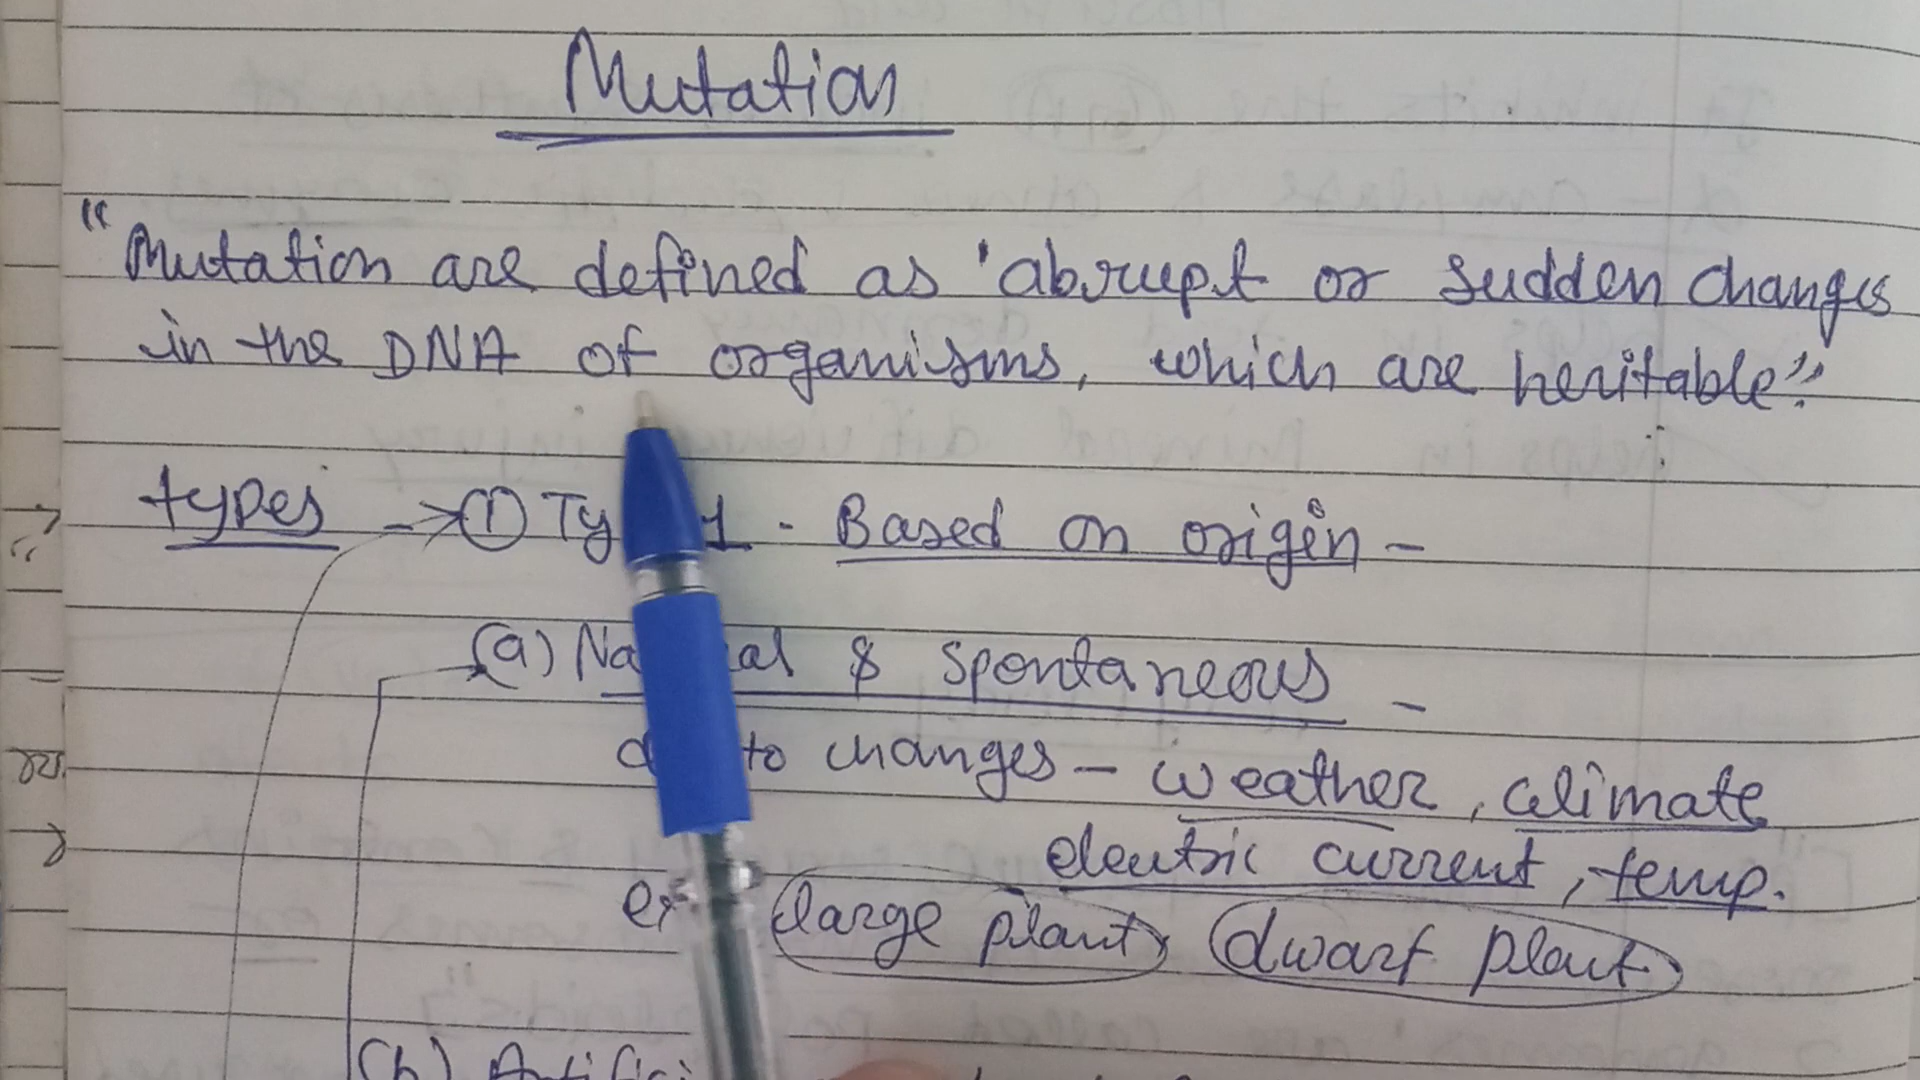 Mutation
"Mutation are defined as 'abrupt or sudden changes
in the DNA of organisms, which are heritable".
types → ① Ty 1 - Based on origin -
(a) Na al & spontaneous -
to changes - weather, climate
electric current, temp.
ex large plant, dwarf plant
(b) Artifici